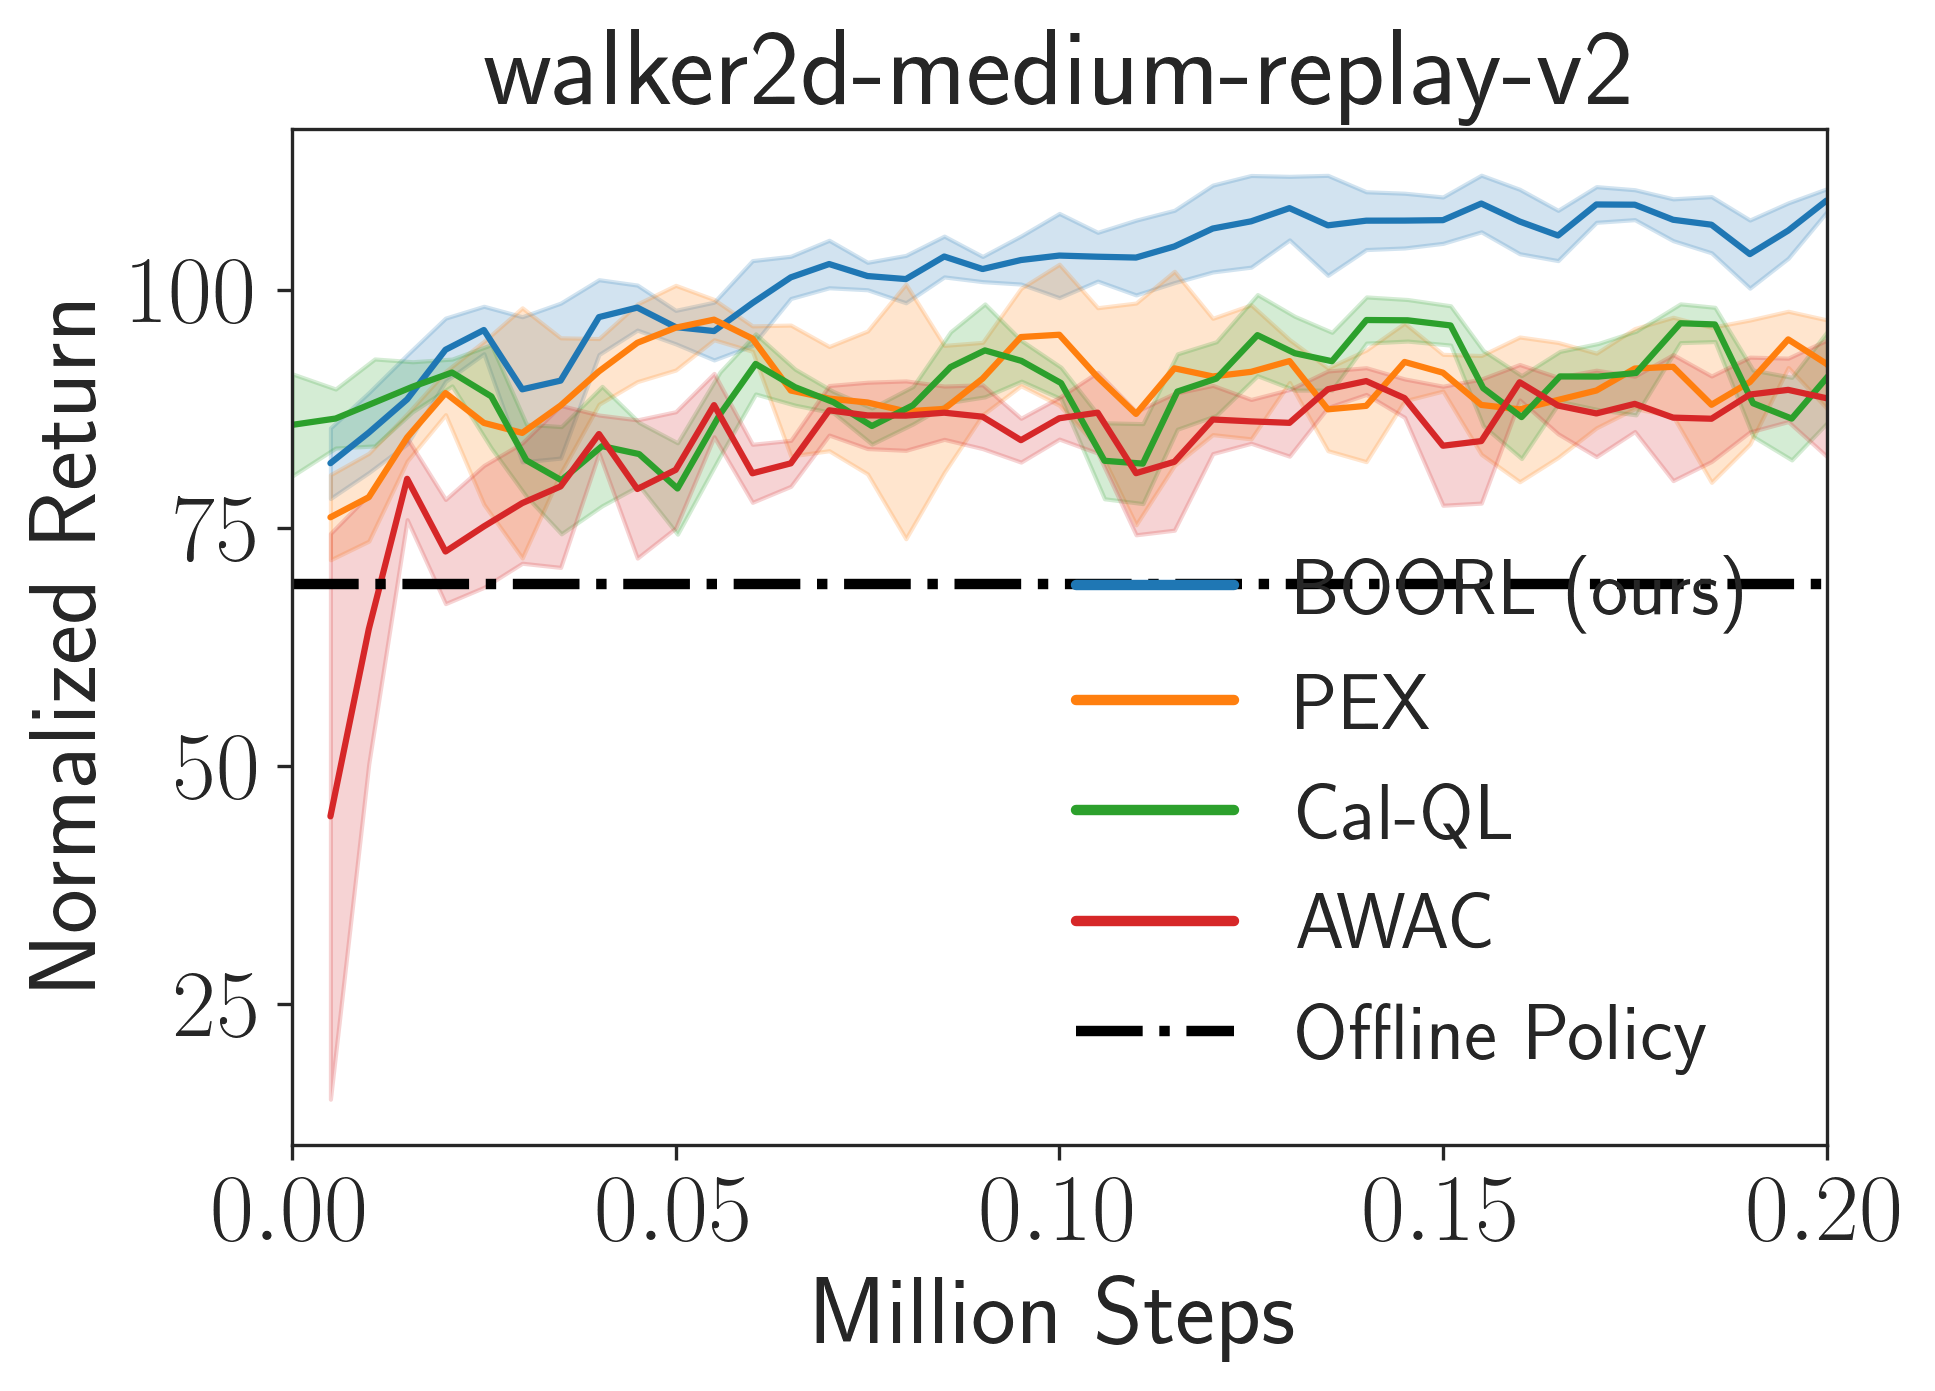 walker2d-medium-replay-v2
Normalized Return
100
75
50
25
BOORL (ours)
PEX
Cal-QL
AWAC
Offline Policy
0.00 0.05 0.10 0.15 0.20
Million Steps